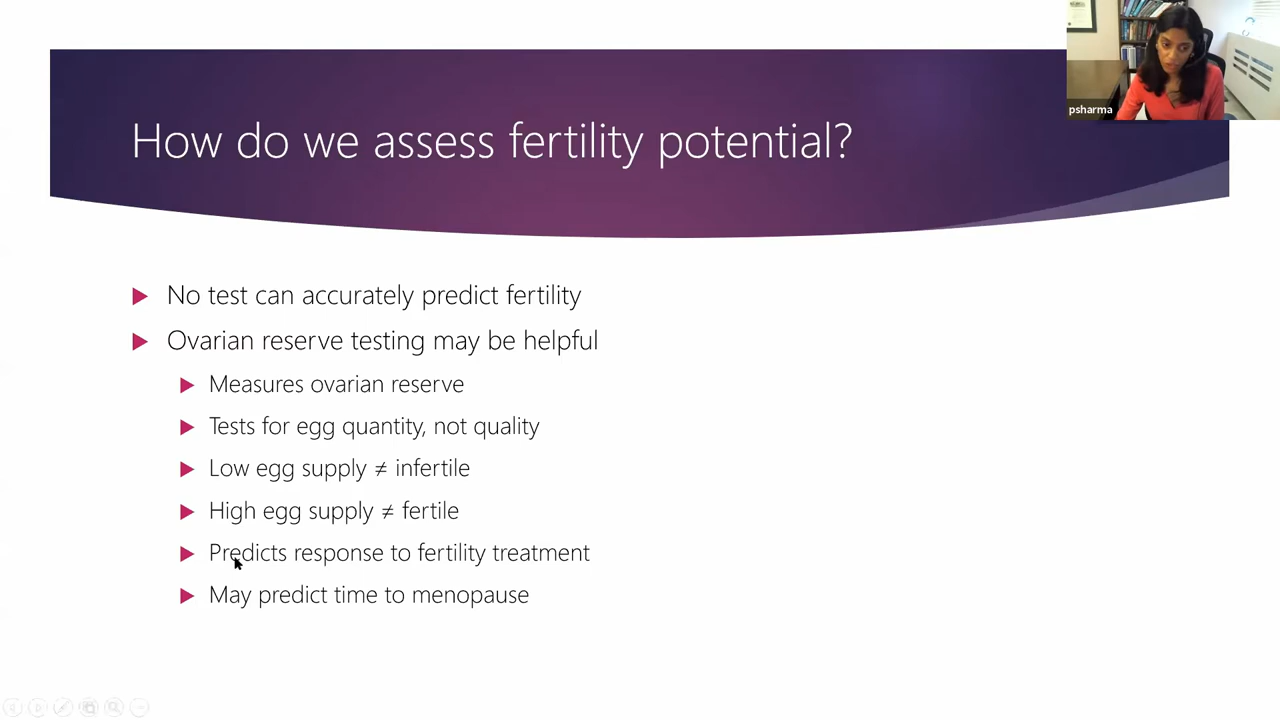 psharma
How do we assess fertility potential?
No test can accurately predict fertility
Ovarian reserve testing may be helpful
Measures ovarian reserve
Tests for egg quantity, not quality
Low egg supply ≠ infertile
High egg supply ≠ fertile
Predicts response to fertility treatment
May predict time to menopause